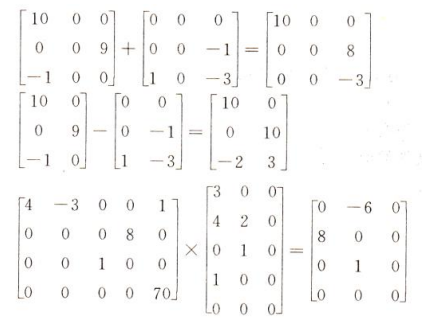 10 0 0 0 0 0 10 0 0
0 0 9 + 0 0 -1 = 0 0 8
-1 0 0 1 0 -3 0 0 -3
10 0 0 0 10 0
0 9 - 0 -1 = 0 10
-1 0 1 -3 -2 3
3 0 0
4 -3 0 0 1 4 2 0 0 -6 0
0 0 0 8 0 × 0 1 0 = 8 0 0
0 0 1 0 0 1 0 0 0 1 0
0 0 0 0 70 0 0 0 0 0 0